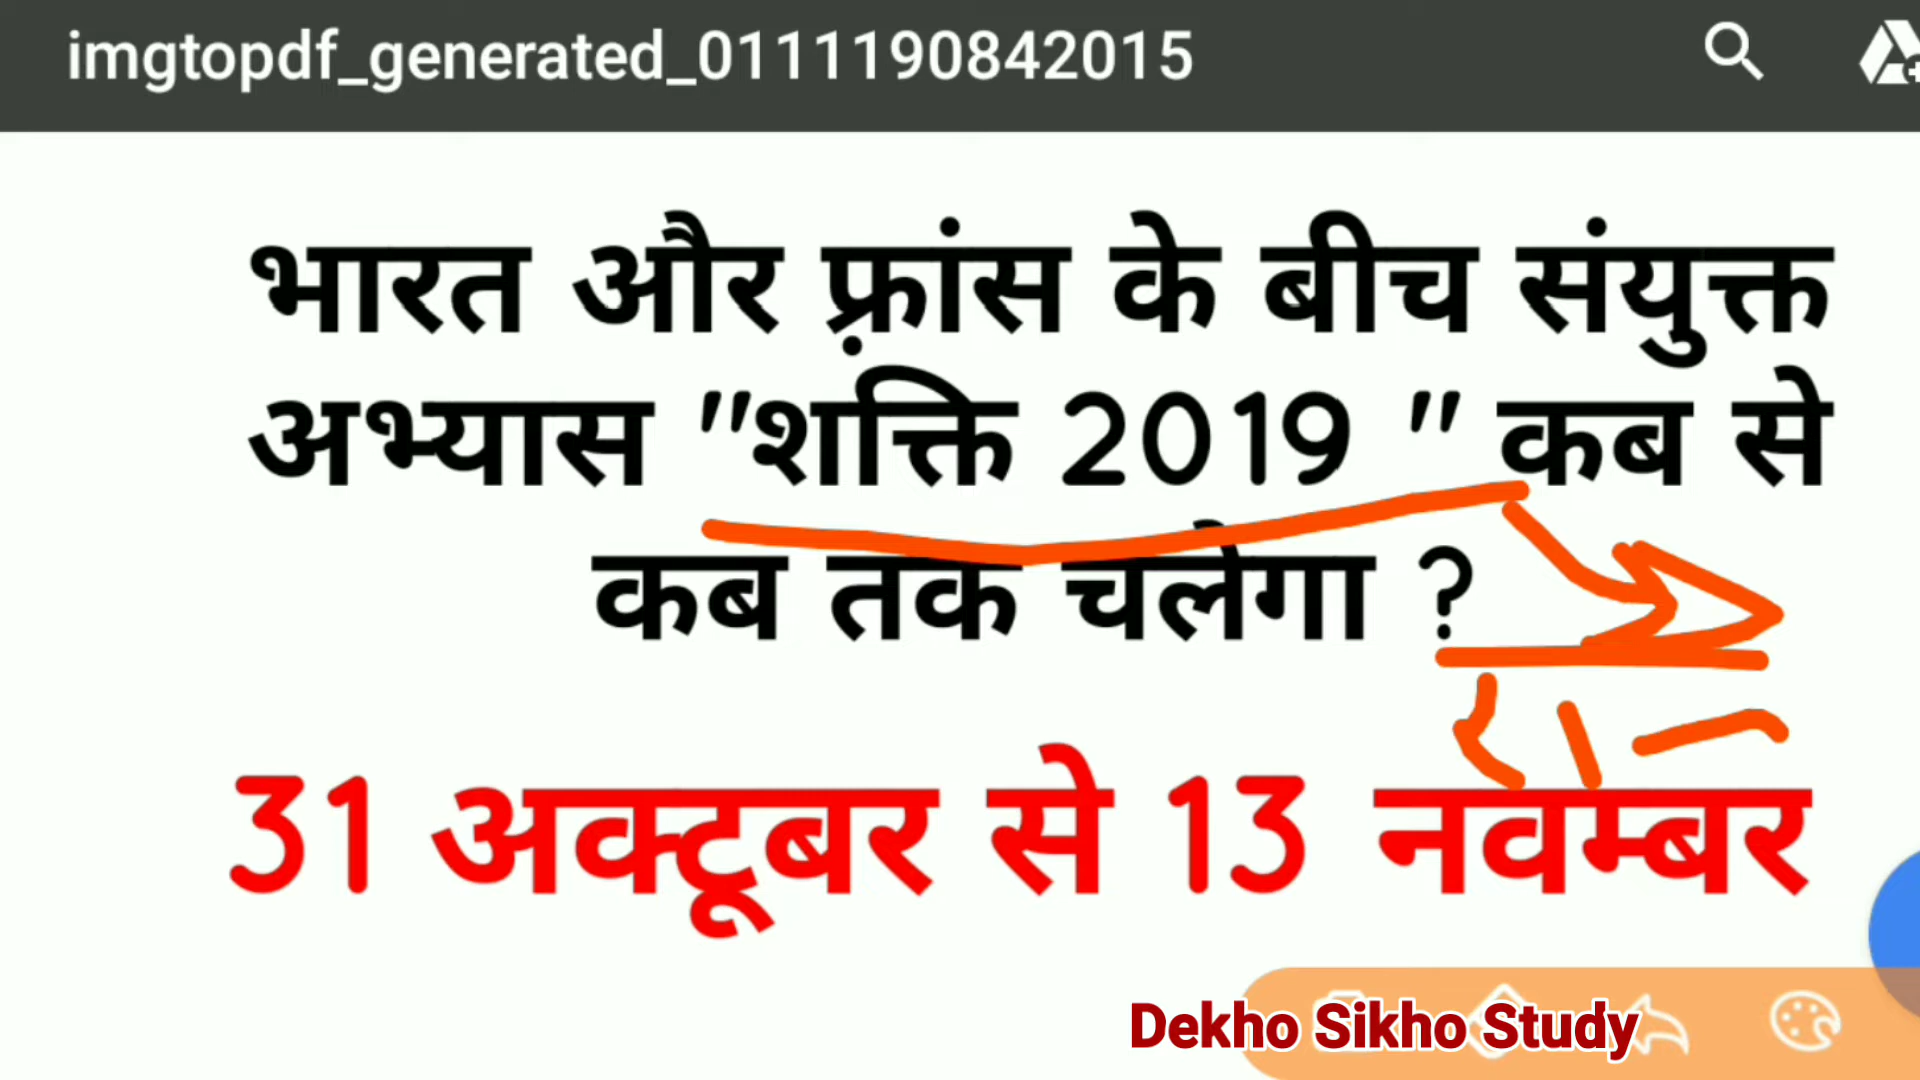 imgtopdf_generated_0111190842015
भारत और फ़्रांस के बीच संयुक्त
अभ्यास "शक्ति 2019 " कब से
कब तक चलेगा ?
31 अक्टूबर से 13 नवम्बर
Dekho Sikho Study